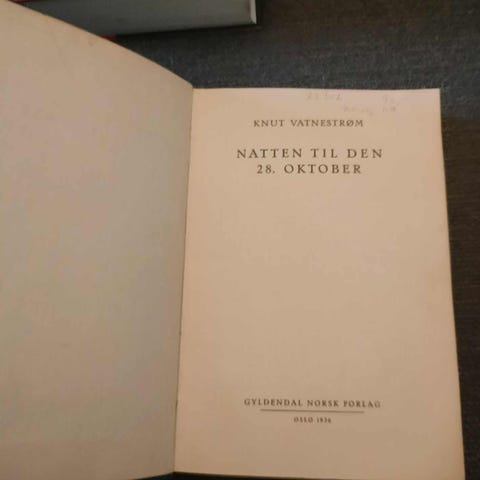 KNUT VATNESTRØM
NATTEN TIL DEN
28. OKTOBER
GYLDENDAL NORSK FORLAG
OSLO 1936